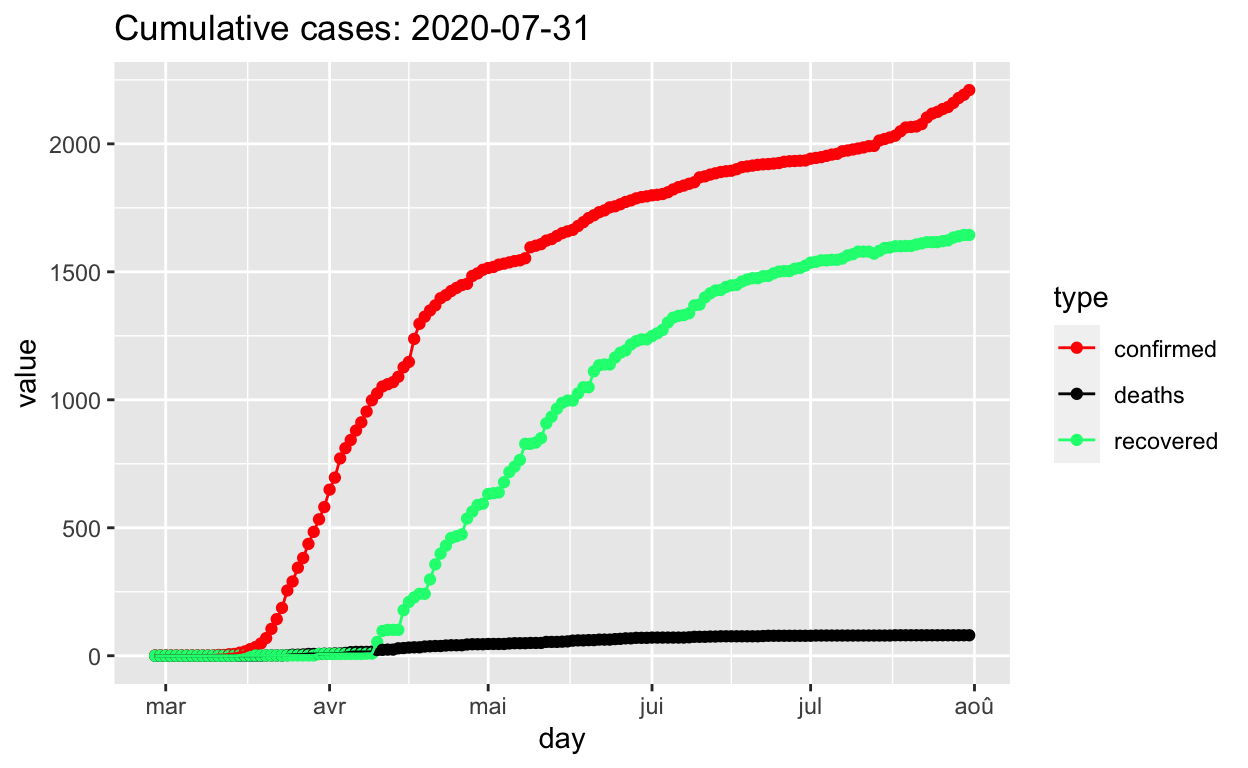 Cumulative cases: 2020-07-31
value
2000
1500
1000
500
0
mar avr mai jui jul aoû
day
type
confirmed
deaths
recovered